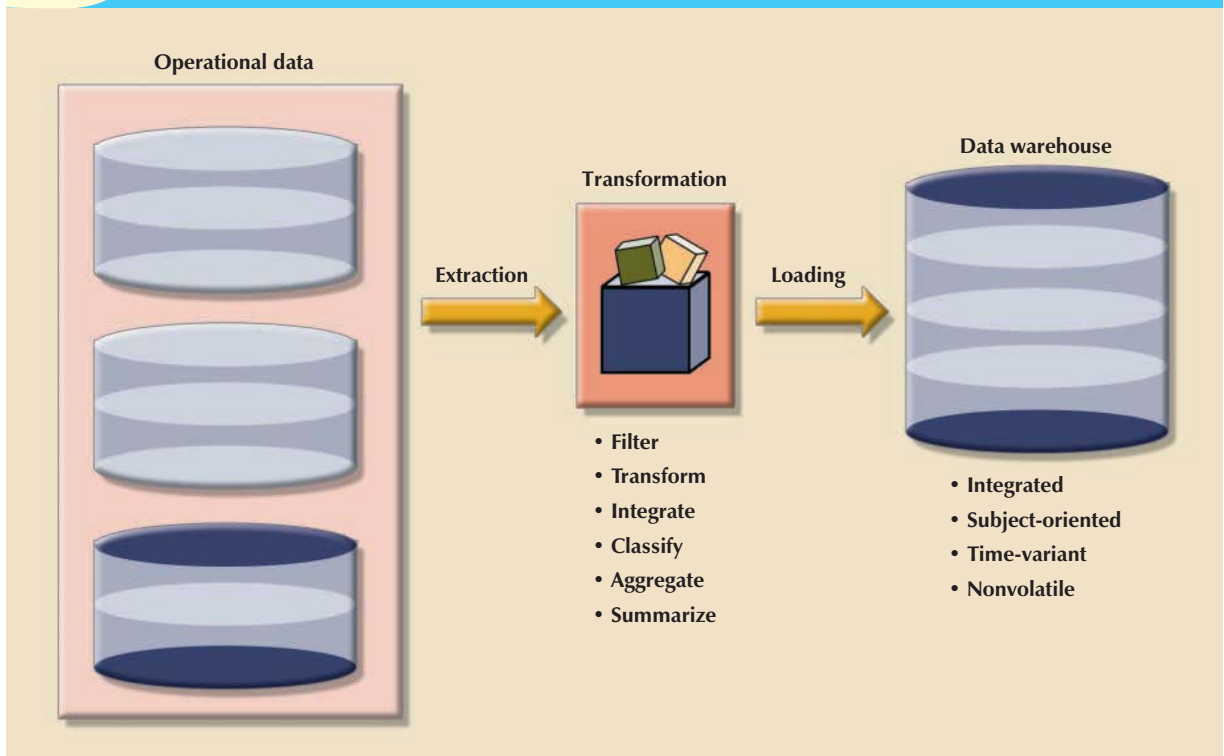 Operational data
Extraction
Transformation
• Filter
• Transform
• Integrate
• Classify
• Aggregate
• Summarize
Loading
Data warehouse
• Integrated
• Subject-oriented
• Time-variant
• Nonvolatile